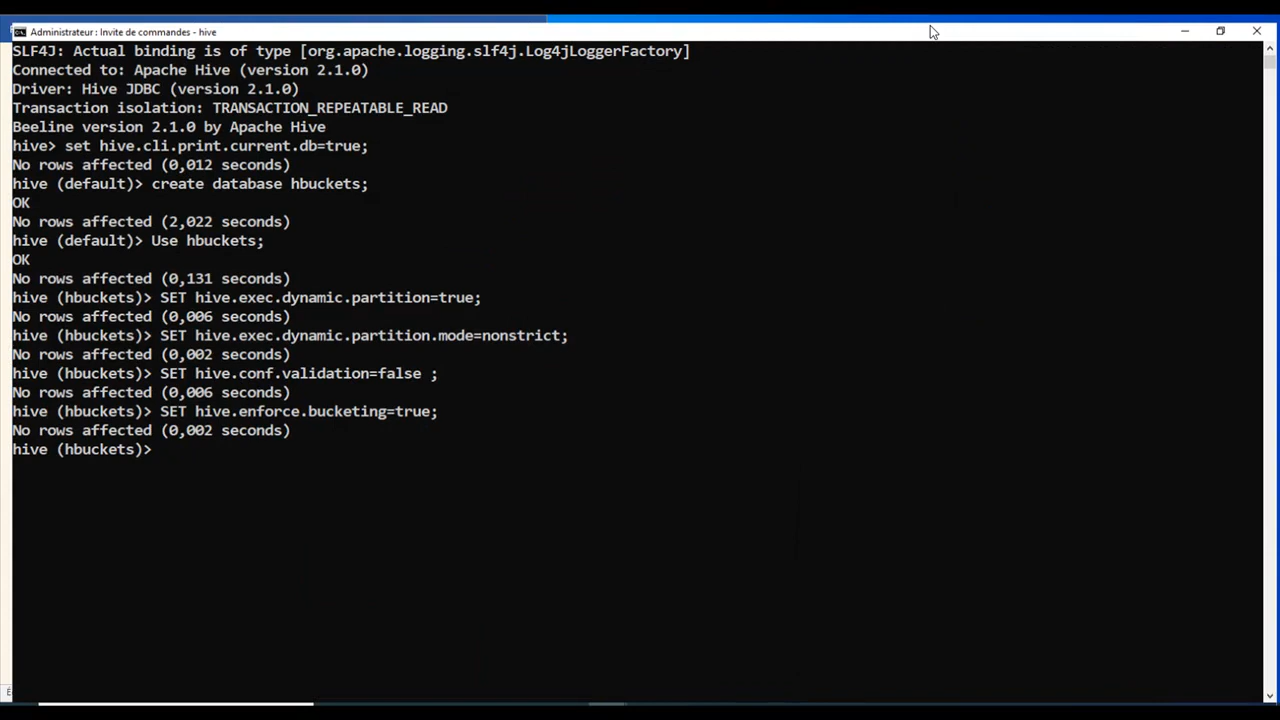 Administrateur : Invite de commandes - hive
SLF4J: Actual binding is of type [org.apache.logging.slf4j.Log4jLoggerFactory]
Connected to: Apache Hive (version 2.1.0)
Driver: Hive JDBC (version 2.1.0)
Transaction isolation: TRANSACTION_REPEATABLE_READ
Beeline version 2.1.0 by Apache Hive
hive> set hive.cli.print.current.db=true;
No rows affected (0,012 seconds)
hive (default)> create database hbuckets;
OK
No rows affected (2,022 seconds)
hive (default)> Use hbuckets;
OK
No rows affected (0,131 seconds)
hive (hbuckets)> SET hive.exec.dynamic.partition=true;
No rows affected (0,006 seconds)
hive (hbuckets)> SET hive.exec.dynamic.partition.mode=nonstrict;
No rows affected (0,002 seconds)
hive (hbuckets)> SET hive.conf.validation=false ;
No rows affected (0,006 seconds)
hive (hbuckets)> SET hive.enforce.bucketing=true;
No rows affected (0,002 seconds)
hive (hbuckets)>